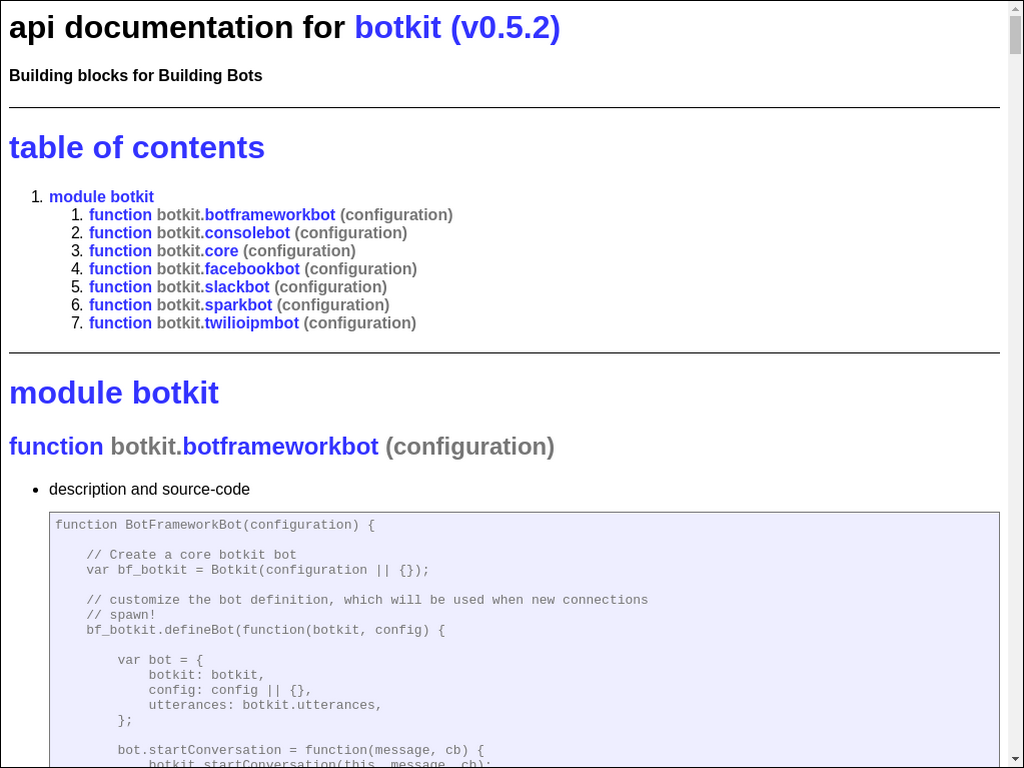 api documentation for botkit (v0.5.2)
Building blocks for Building Bots
table of contents
1. module botkit
1. function botkit.botframeworkbot (configuration)
2. function botkit.consolebot (configuration)
3. function botkit.core (configuration)
4. function botkit.facebookbot (configuration)
5. function botkit.slackbot (configuration)
6. function botkit.sparkbot (configuration)
7. function botkit.twilioipmbot (configuration)
module botkit
function botkit.botframeworkbot (configuration)
• description and source-code
function BotFrameworkBot(configuration) {
// Create a core botkit bot
var bf_botkit = Botkit(configuration || {});
// customize the bot definition, which will be used when new connections
// spawn!
bf_botkit.defineBot(function(botkit, config) {
var bot = {
botkit: botkit,
config: config || {},
utterances: botkit.utterances,
};
bot.startConversation = function(message, cb) {
botkit.startConversation(this, message, cb);